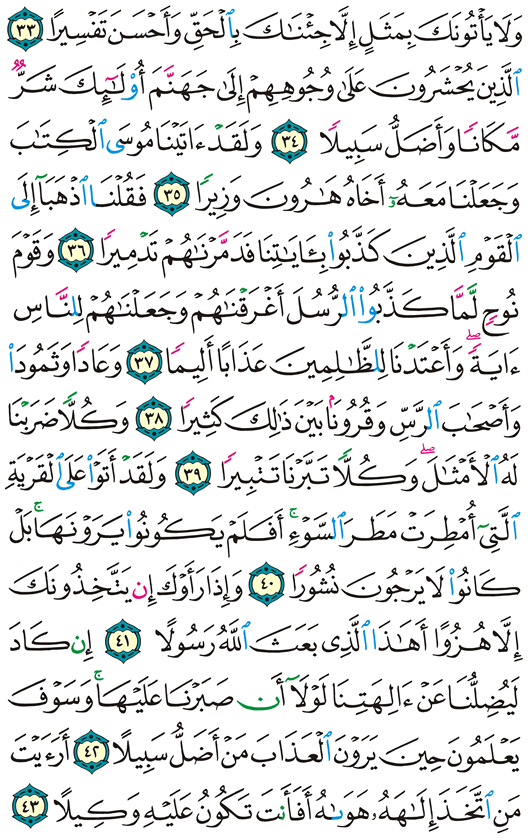 وَلَا يَأْتُونَكَ بِمَثَلٍ إِلَّا جِئْنَٰكَ بِٱلْحَقِّ وَأَحْسَنَ تَفْسِيرًا ٣٣
ٱلَّذِينَ يُحْشَرُونَ عَلَىٰ وُجُوهِهِمْ إِلَىٰ جَهَنَّمَ أُو۟لَٰٓئِكَ شَرٌّ
مَّكَانًا وَأَضَلُّ سَبِيلًا ٣٤ وَلَقَدْ ءَاتَيْنَا مُوسَى ٱلْكِتَٰبَ
وَجَعَلْنَا مَعَهُۥٓ أَخَاهُ هَٰرُونَ وَزِيرًا ٣٥ فَقُلْنَا ٱذْهَبَآ إِلَى
ٱلْقَوْمِ ٱلَّذِينَ كَذَّبُوا۟ بِـَٔايَٰتِنَا فَدَمَّرْنَٰهُمْ تَدْمِيرًا ٣٦ وَقَوْمَ
نُوحٍ لَّمَّا كَذَّبُوا۟ ٱلرُّسُلَ أَغْرَقْنَٰهُمْ وَجَعَلْنَٰهُمْ لِلنَّاسِ
ءَايَةً ۖ وَأَعْتَدْنَا لِلظَّٰلِمِينَ عَذَابًا أَلِيمًا ٣٧ وَعَادًا وَثَمُودَا۟
وَأَصْحَٰبَ ٱلرَّسِّ وَقُرُونًۢا بَيْنَ ذَٰلِكَ كَثِيرًا ٣٨ وَكُلًّا ضَرَبْنَا
لَهُ ٱلْأَمْثَٰلَ ۖ وَكُلًّا تَبَّرْنَا تَتْبِيرًا ٣٩ وَلَقَدْ أَتَوْا۟ عَلَى ٱلْقَرْيَةِ
ٱلَّتِىٓ أُمْطِرَتْ مَطَرَ ٱلسَّوْءِ ۚ أَفَلَمْ يَكُونُوا۟ يَرَوْنَهَا ۚ بَلْ
كَانُوا۟ لَا يَرْجُونَ نُشُورًا ٤٠ وَإِذَا رَأَوْكَ إِن يَتَّخِذُونَكَ
إِلَّا هُزُوًا أَهَٰذَا ٱلَّذِى بَعَثَ ٱللَّهُ رَسُولًا ٤١ إِن كَادَ
لَيُضِلُّنَا عَنْ ءَالِهَتِنَا لَوْلَآ أَن صَبَرْنَا عَلَيْهَا ۚ وَسَوْفَ
يَعْلَمُونَ حِينَ يَرَوْنَ ٱلْعَذَابَ مَنْ أَضَلُّ سَبِيلًا ٤٢ أَرَءَيْتَ
مَنِ ٱتَّخَذَ إِلَٰهَهُۥ هَوَىٰهُ أَفَأَنتَ تَكُونُ عَلَيْهِ وَكِيلًا ٤٣